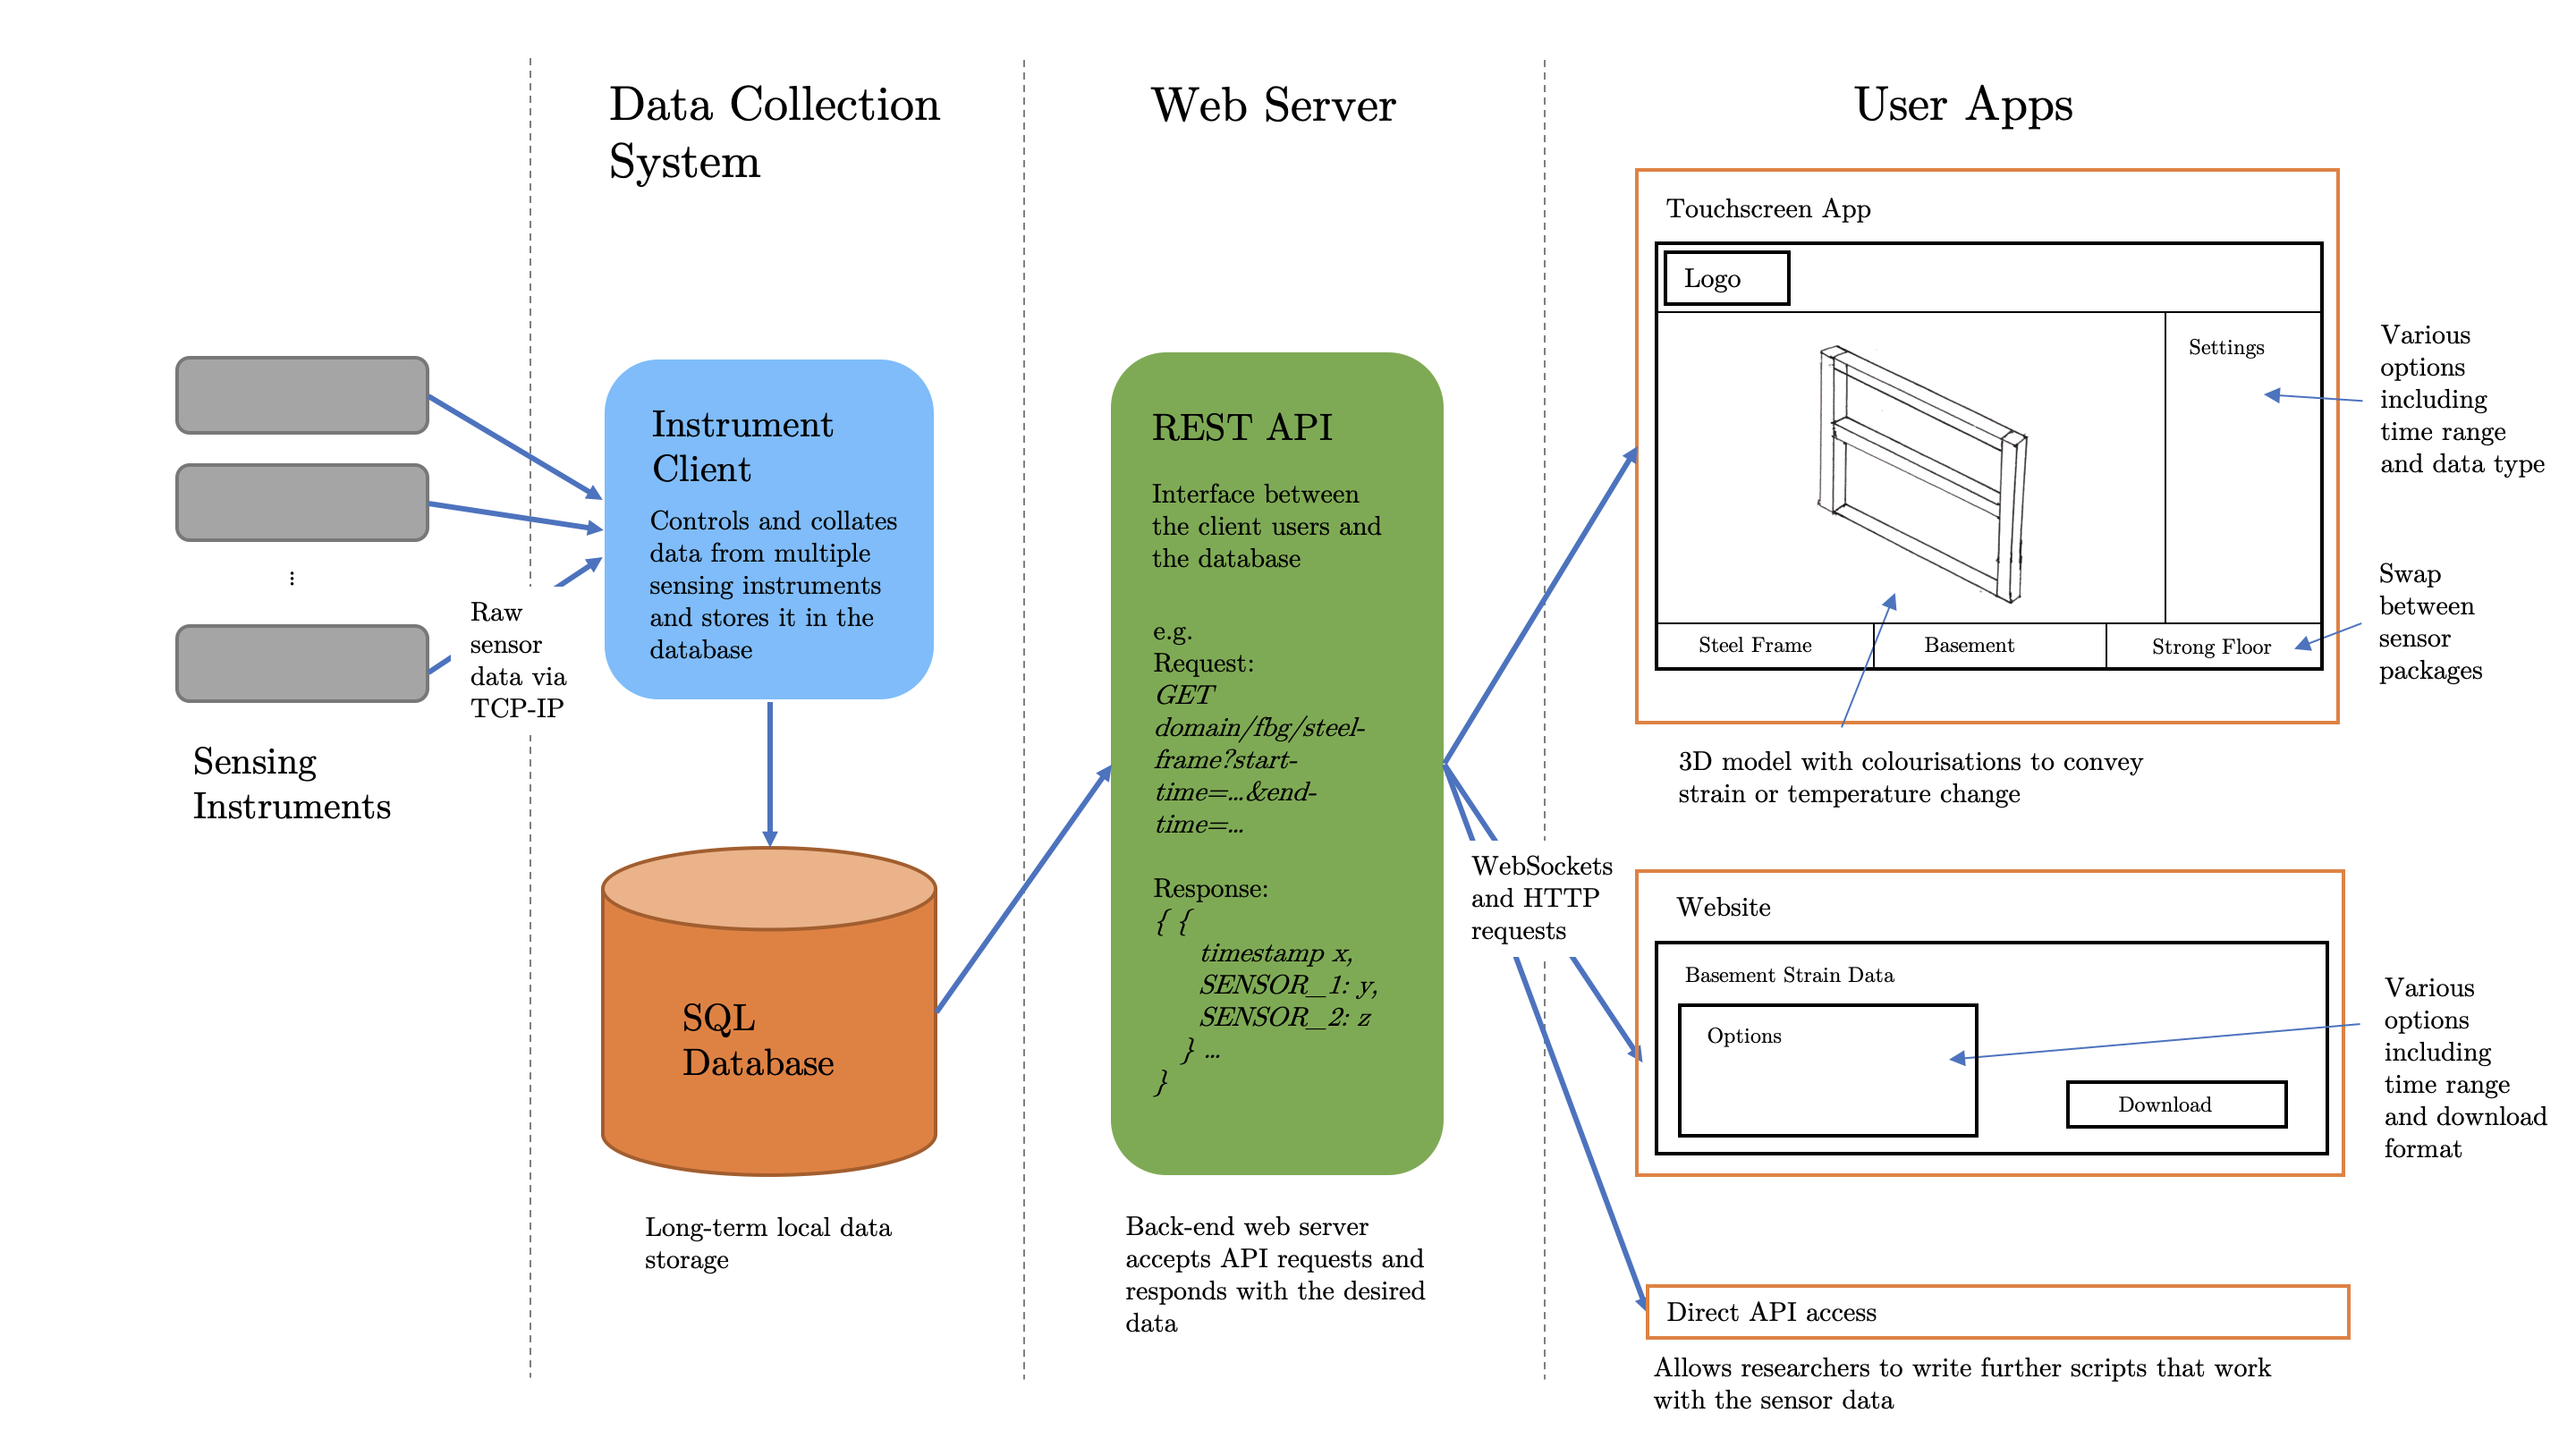 Data Collection
System
Web Server
User Apps
Sensing
Instruments
Raw
sensor
data via
TCP-IP
Instrument
Client
Controls and collates
data from multiple
sensing instruments
and stores it in the
database
SQL
Database
Long-term local data
storage
REST API
Interface between
the client users and
the database
e.g.
Request:
GET
domain/fbg/steel-
frame?start-
time=...&end-
time=...
Response:
{ {
timestamp x,
SENSOR_1: y,
SENSOR_2: z
} ...
}
Back-end web server
accepts API requests and
responds with the desired
data
WebSockets
and HTTP
requests
Touchscreen App
Logo
Settings
Steel Frame
Basement
Strong Floor
Various
options
including
time range
and data type
Swap
between
sensor
packages
3D model with colourisations to convey
strain or temperature change
Website
Basement Strain Data
Options
Download
Various
options
including
time range
and download
format
Direct API access
Allows researchers to write further scripts that work
with the sensor data